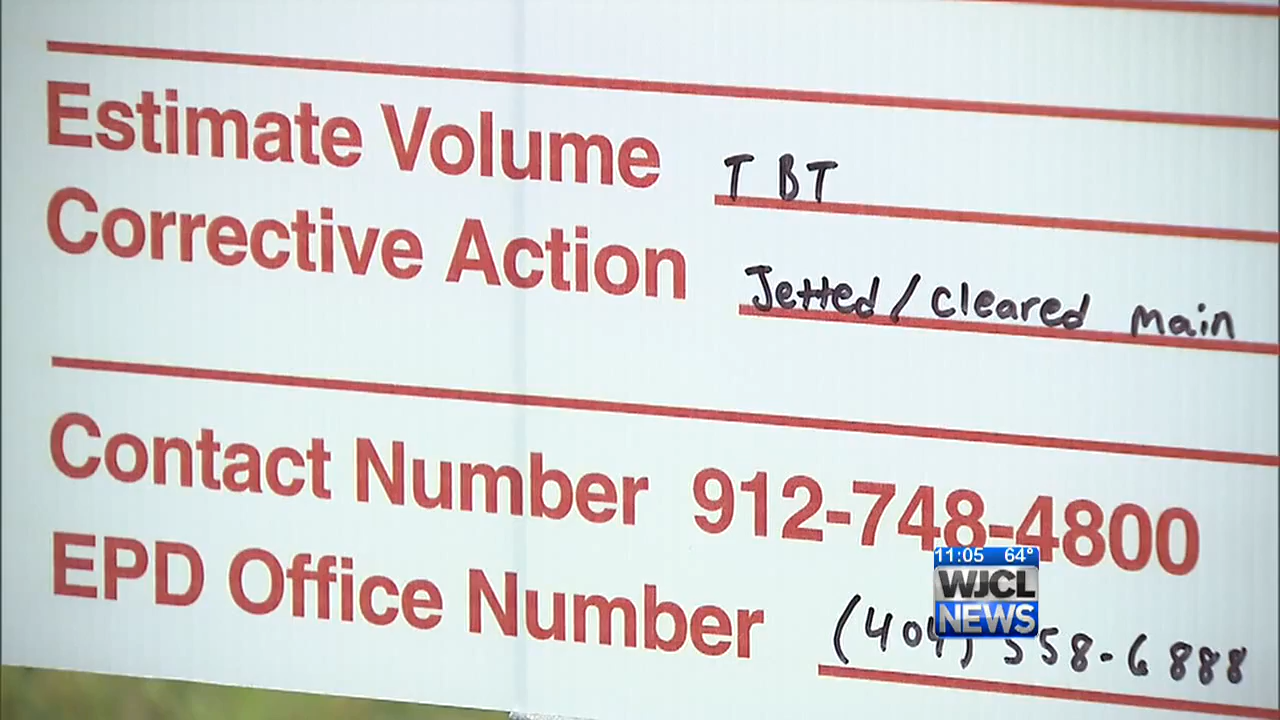 Estimate Volume TBT
Corrective Action Jetted/cleared main
Contact Number 912-748-4800
EPD Office Number (404) 558-6888
11:05 64°
WJCL
NEWS